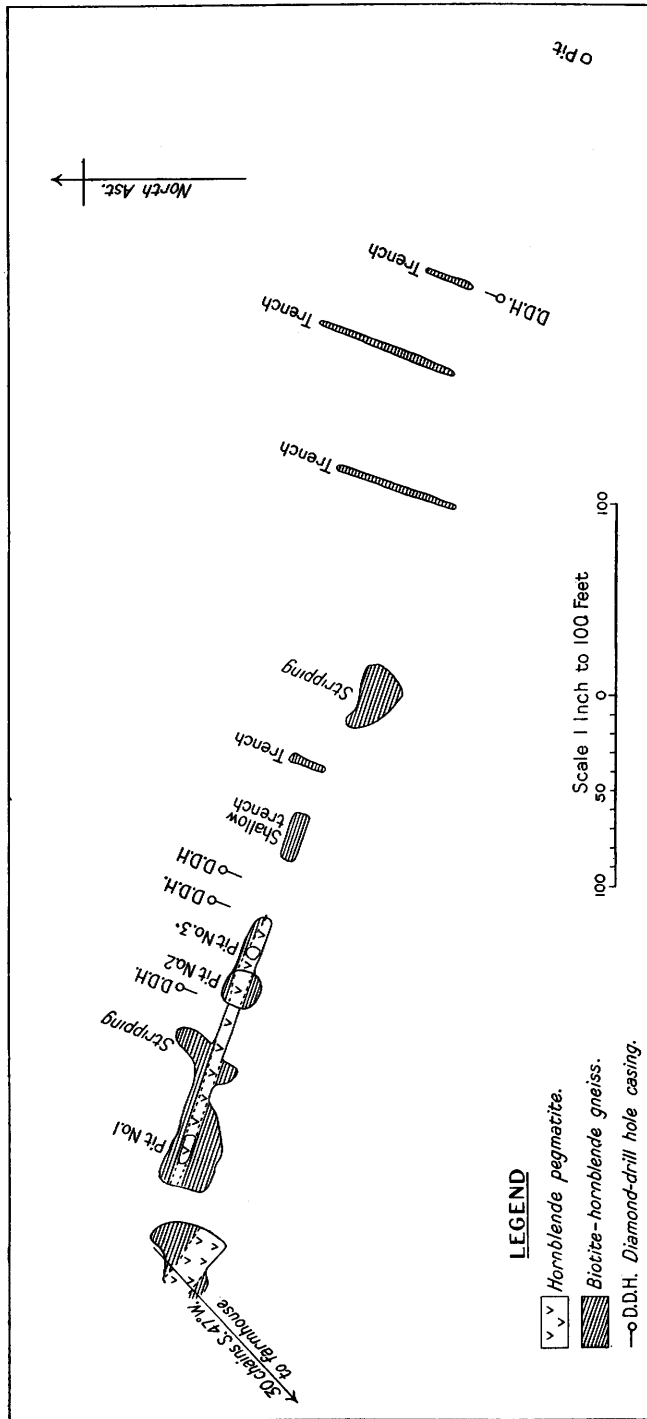 Pit
North Ast.
Trench
D.D.H.
Trench
Trench
Stripping
Trench
Shallow
trench
D.D.H
D.D.H.
Pit No.3
Pit No.2
D.D.H.
Stripping
Pit No.1
30 chains S.47°W.
to farmhouse
Scale 1 Inch to 100 Feet
100 50 0 100
LEGEND
Hornblende pegmatite.
Biotite-hornblende gneiss.
D.D.H. Diamond-drill hole casing.